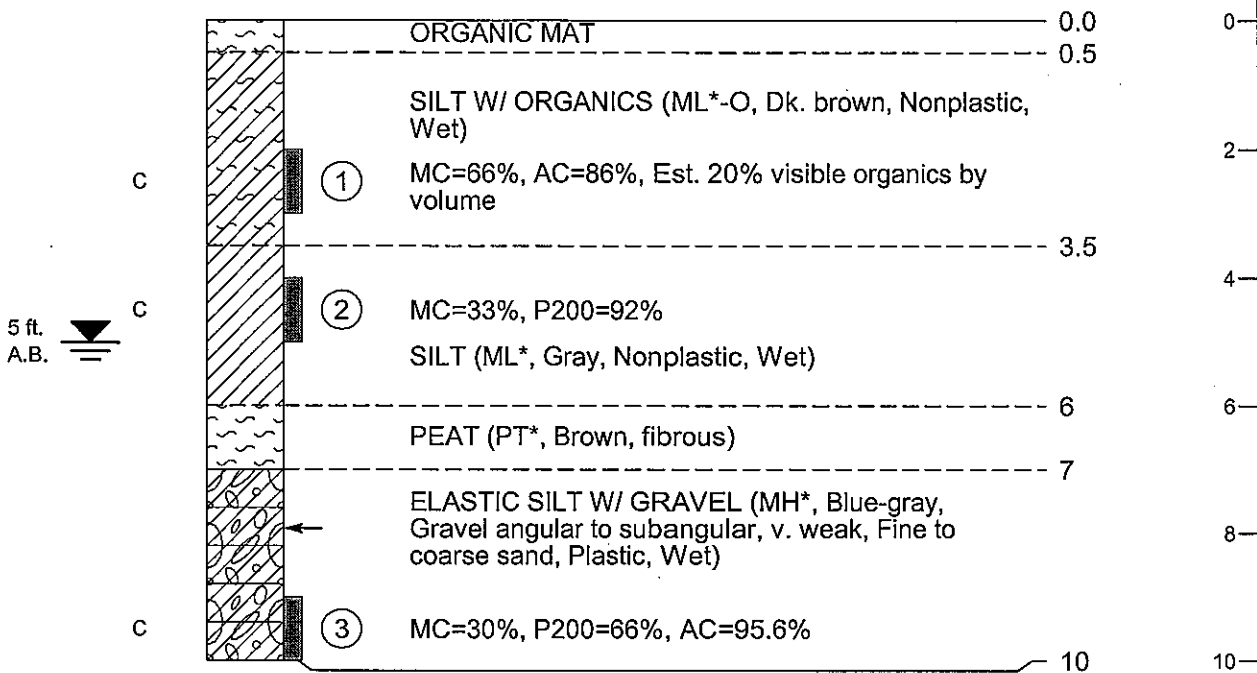 0.0
0
ORGANIC MAT
0.5
SILT W/ ORGANICS (ML*-O, Dk. brown, Nonplastic,
Wet)
2
C
1
MC=66%, AC=86%, Est. 20% visible organics by
volume
3.5
4
C
2
MC=33%, P200=92%
5 ft.
A.B.
SILT (ML*, Gray, Nonplastic, Wet)
6
6
PEAT (PT*, Brown, fibrous)
7
ELASTIC SILT W/ GRAVEL (MH*, Blue-gray,
Gravel angular to subangular, v. weak, Fine to
coarse sand, Plastic, Wet)
8
C
3
MC=30%, P200=66%, AC=95.6%
10
10